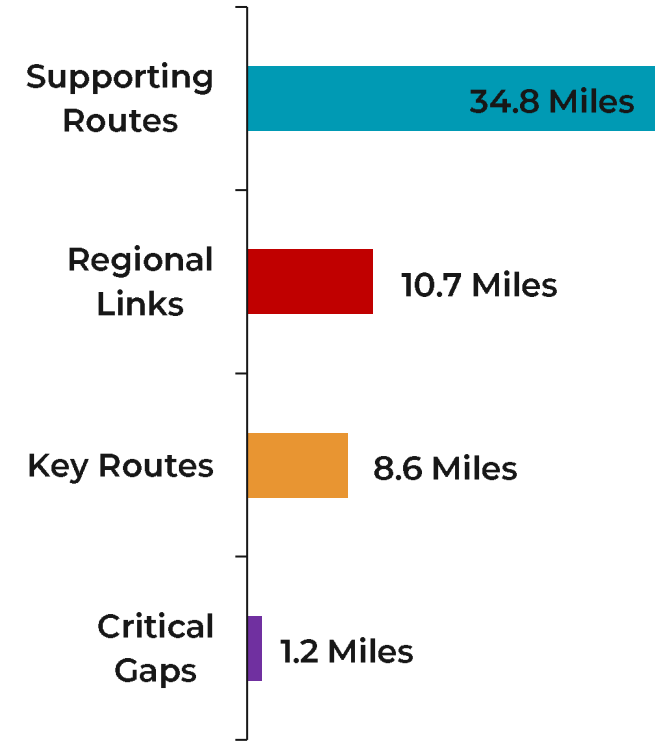 Supporting
Routes
34.8 Miles
Regional
Links
10.7 Miles
Key Routes
8.6 Miles
Critical
Gaps
1.2 Miles